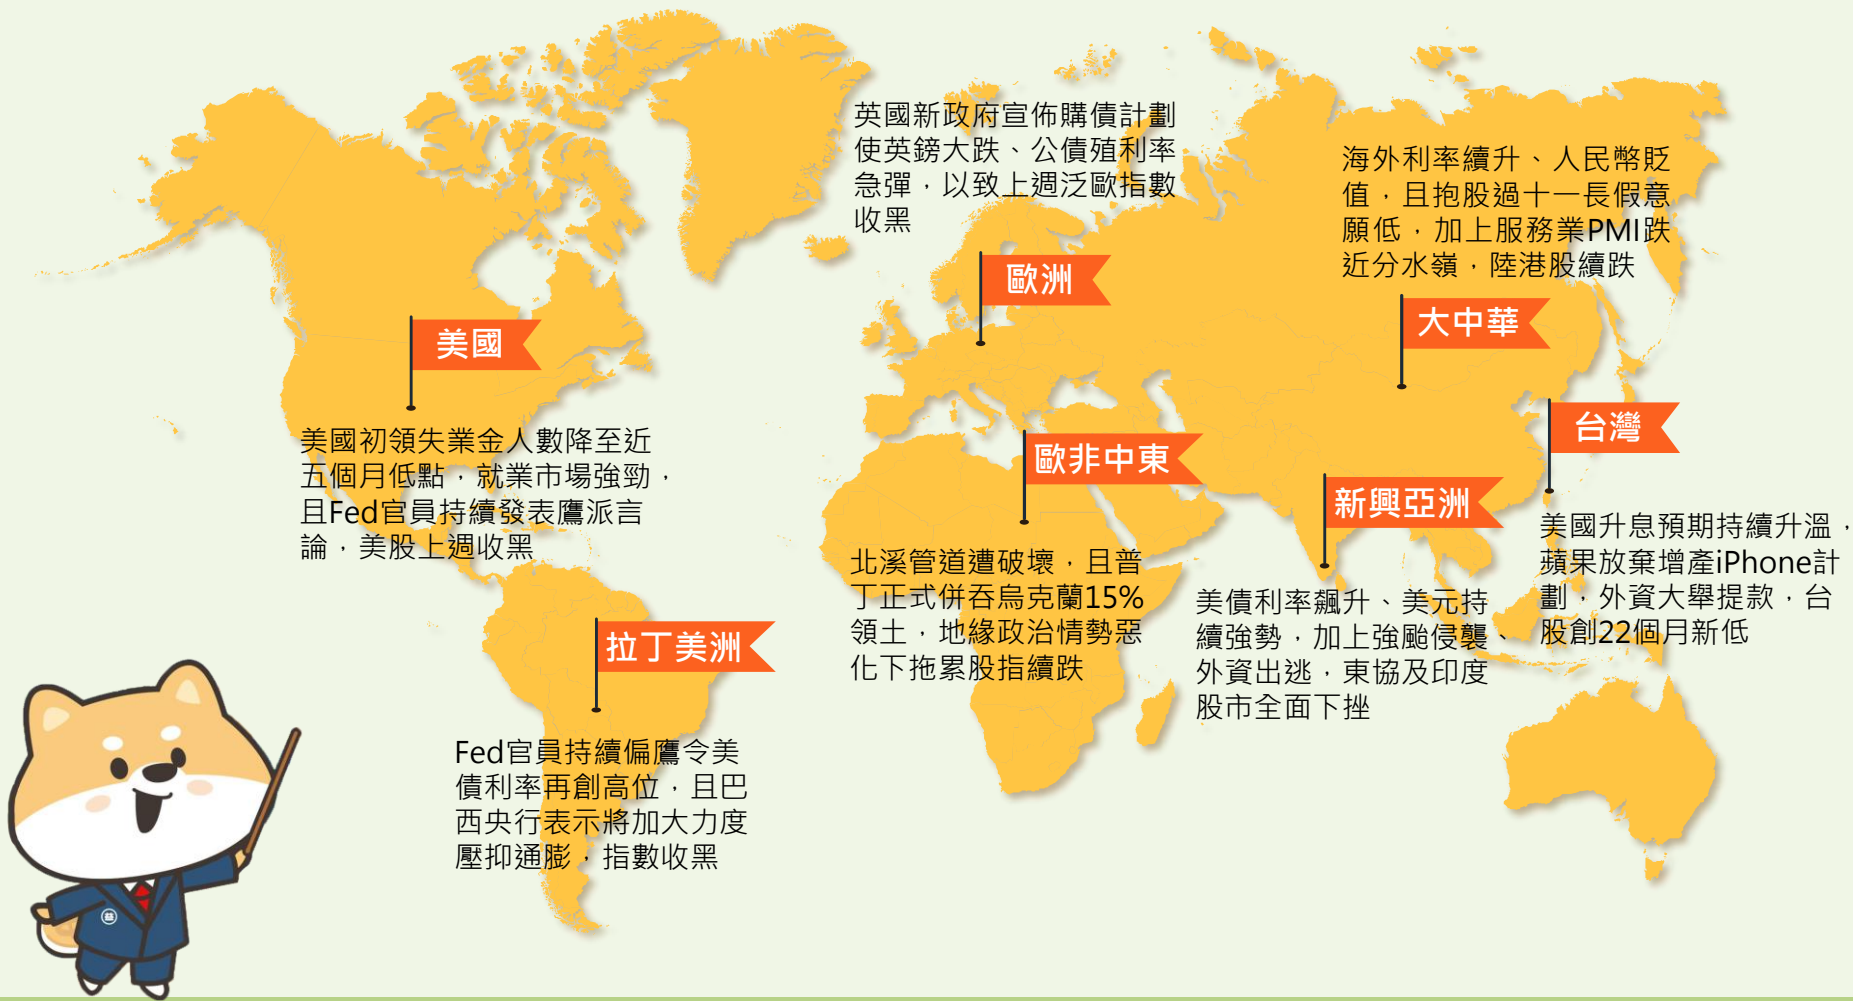 英國新政府宣佈購債計劃
使英鎊大跌、公債殖利率
急彈，以致上週泛歐指數
收黑
歐洲
海外利率續升、人民幣貶
值，且抱股過十一長假意
願低，加上服務業PMI跌
近分水嶺，陸港股續跌
大中華
美國
美國初領失業金人數降至近
五個月低點，就業市場強勁，
且Fed官員持續發表鷹派言
論，美股上週收黑
歐非中東
北溪管道遭破壞，且普
丁正式併吞烏克蘭15%
領土，地緣政治情勢惡
化下拖累股指續跌
新興亞洲
美債利率飆升、美元持
續強勢，加上強颱侵襲、
外資出逃，東協及印度
股市全面下挫
台灣
美國升息預期持續升溫，
蘋果放棄增產iPhone計
劃，外資大舉提款，台
股創22個月新低
拉丁美洲
Fed官員持續偏鷹令美
債利率再創高位，且巴
西央行表示將加大力度
壓抑通膨，指數收黑